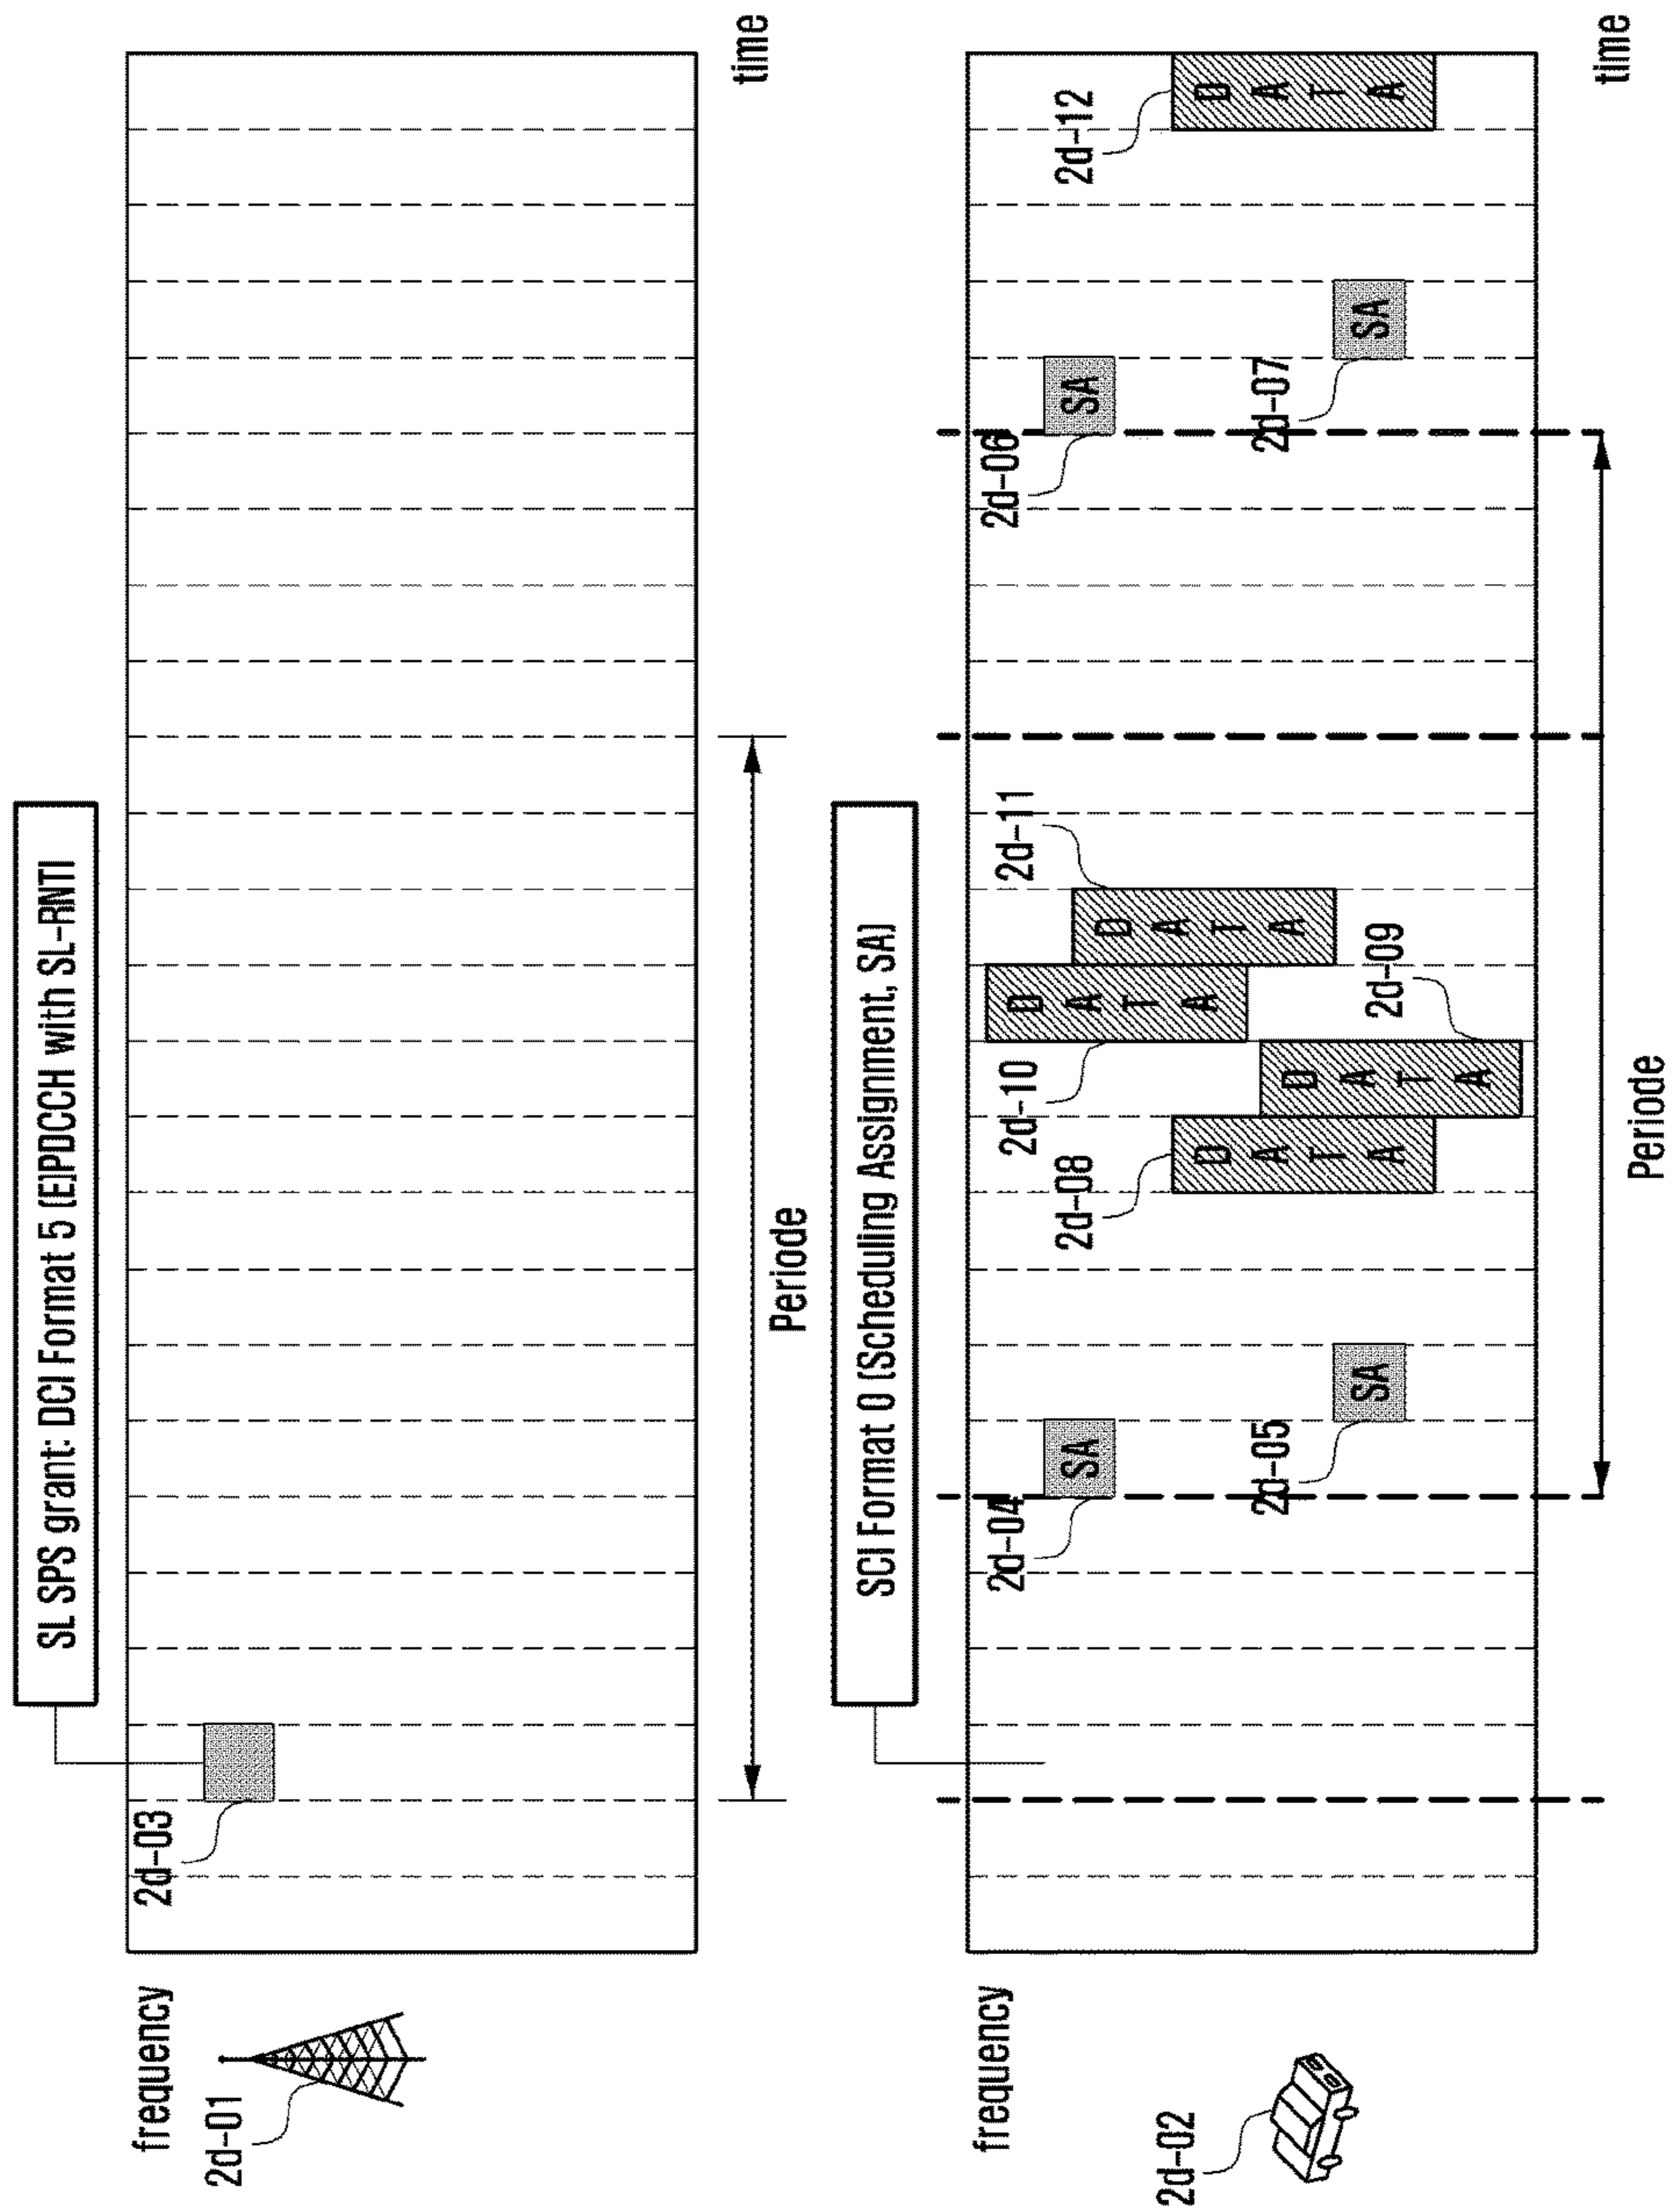 SL SPS grant: DCI Format 5 (E)PDCCH with SL-RNTI
frequency
2d-01
2d-03
time
Periode
SCI Format 0 (Scheduling Assignment, SA)
frequency
2d-02
2d-04
SA
2d-05
SA
2d-08
DATA
2d-09
DATA
2d-10
DATA
2d-11
DATA
2d-06
SA
2d-07
SA
2d-12
DATA
time
Periode